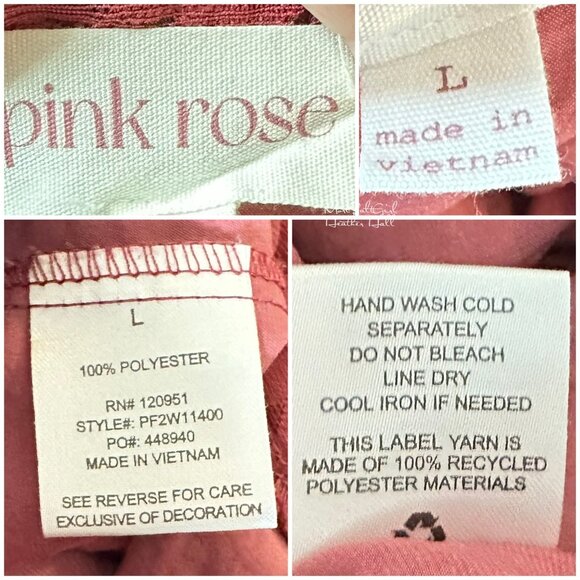 pink rose
L
made in
vietnam
Heather Hall
L
100% POLYESTER
RN# 120951
STYLE#: PF2W11400
PO#: 448940
MADE IN VIETNAM
SEE REVERSE FOR CARE
EXCLUSIVE OF DECORATION
HAND WASH COLD
SEPARATELY
DO NOT BLEACH
LINE DRY
COOL IRON IF NEEDED
THIS LABEL YARN IS
MADE OF 100% RECYCLED
POLYESTER MATERIALS